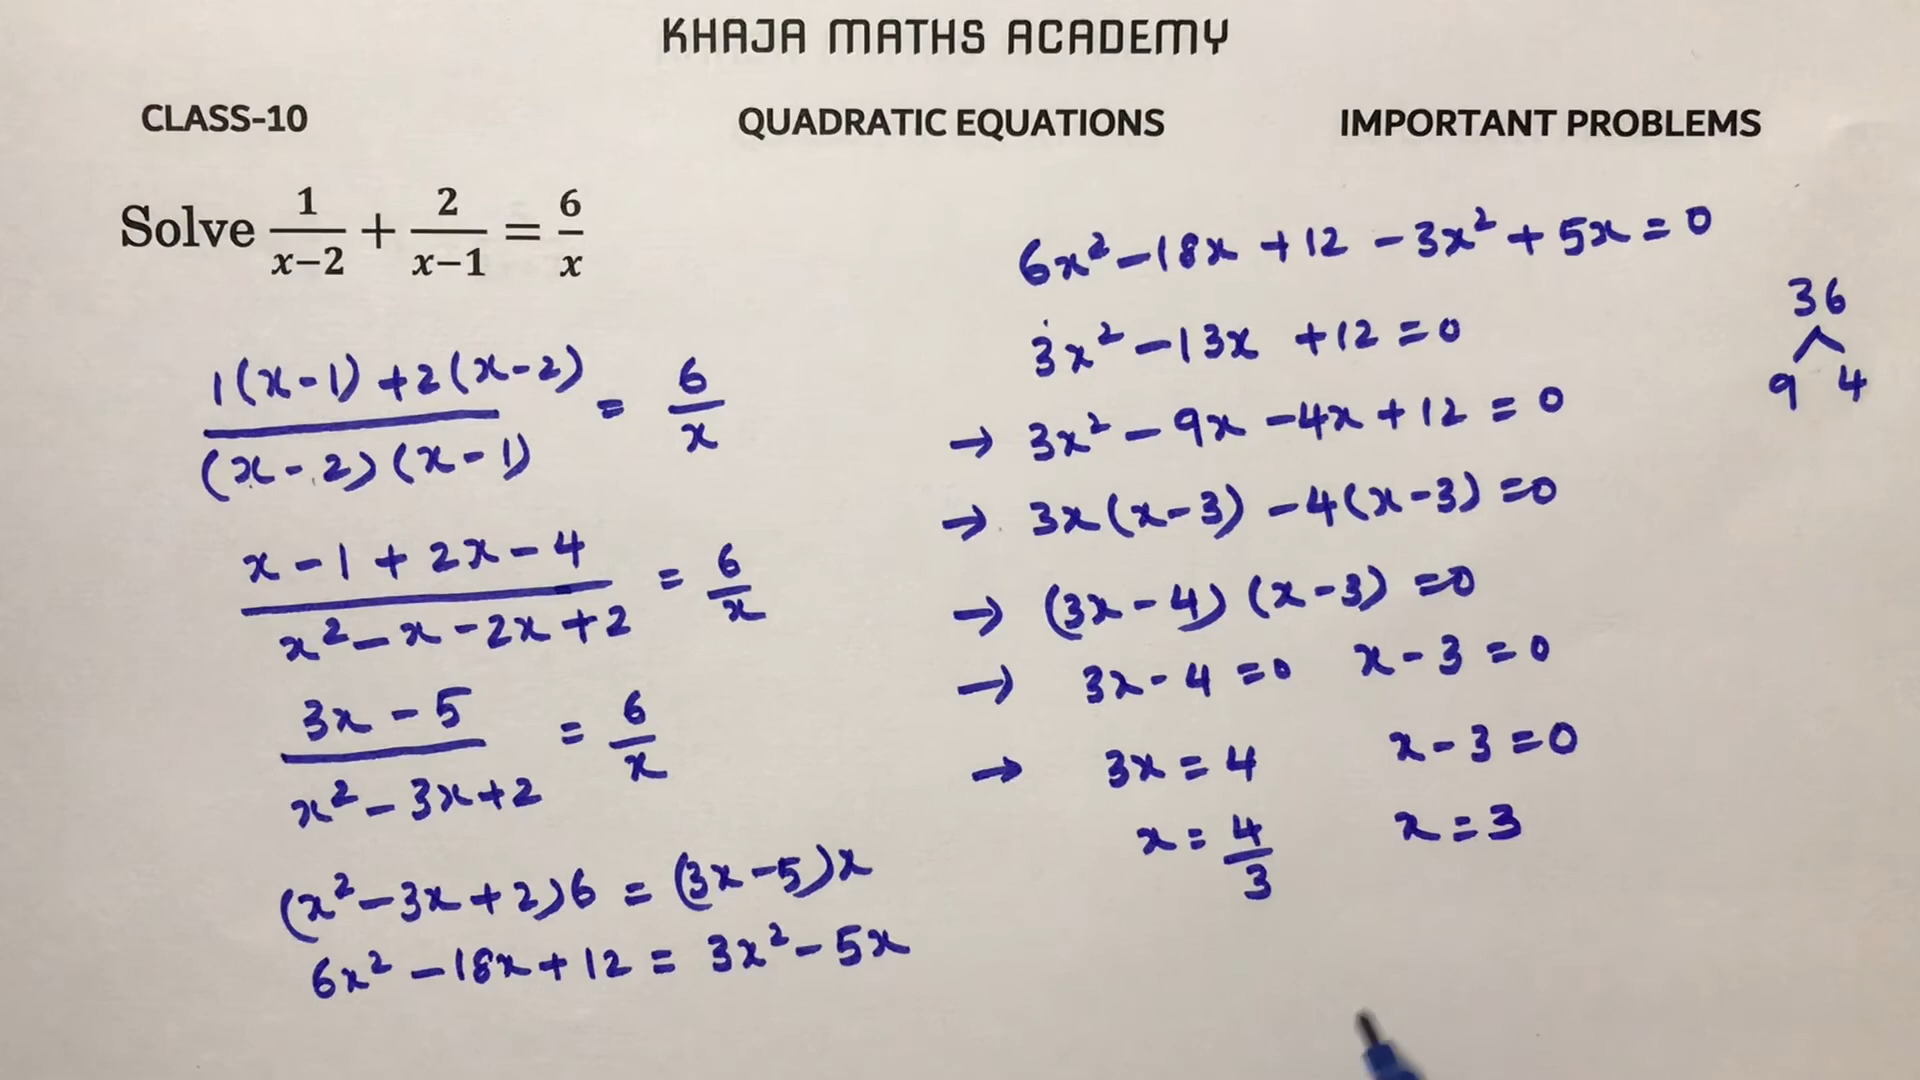 KHAJA MATHS ACADEMY
CLASS-10 QUADRATIC EQUATIONS IMPORTANT PROBLEMS
Solve 1/(x−2) + 2/(x−1) = 6/x
(1(x-1)+2(x-2))/((x-2)(x-1)) = 6/x
(x-1+2x-4)/(x²-x-2x+2) = 6/x
(3x-5)/(x²-3x+2) = 6/x
(x²-3x+2)6 = (3x-5)x
6x²-18x+12 = 3x²-5x
6x²-18x+12-3x²+5x=0
3x²-13x+12=0
36
9 4
→ 3x²-9x-4x+12=0
→ 3x(x-3)-4(x-3)=0
→ (3x-4)(x-3)=0
→ 3x-4=0 x-3=0
→ 3x=4 x-3=0
x=4/3 x=3